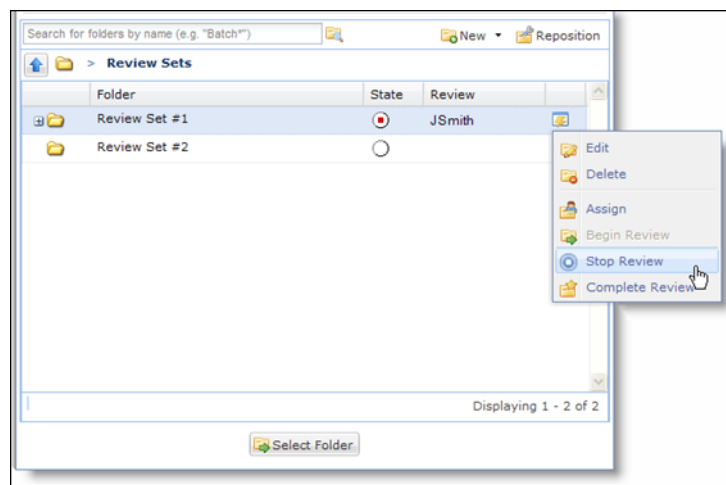 Search for folders by name (e.g. "Batch*")
New
Reposition
> Review Sets
Folder State Review
Review Set #1 JSmith
Review Set #2
Edit
Delete
Assign
Begin Review
Stop Review
Complete Review
Displaying 1 - 2 of 2
Select Folder